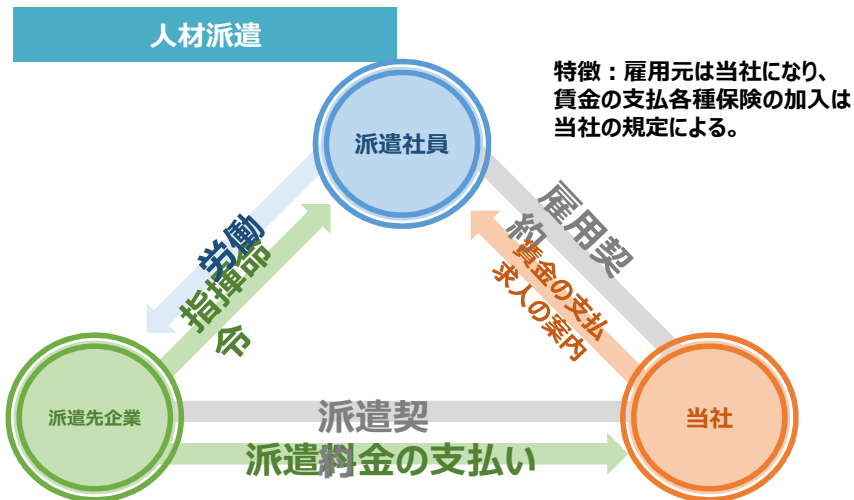 人材派遣
特徴：雇用元は当社になり、
賃金の支払各種保険の加入は
当社の規定による。
派遣社員
労働
指揮命
令
雇用契
約
賃金の支払
求人の案内
派遣先企業
派遣契
約
派遣料金の支払い
当社